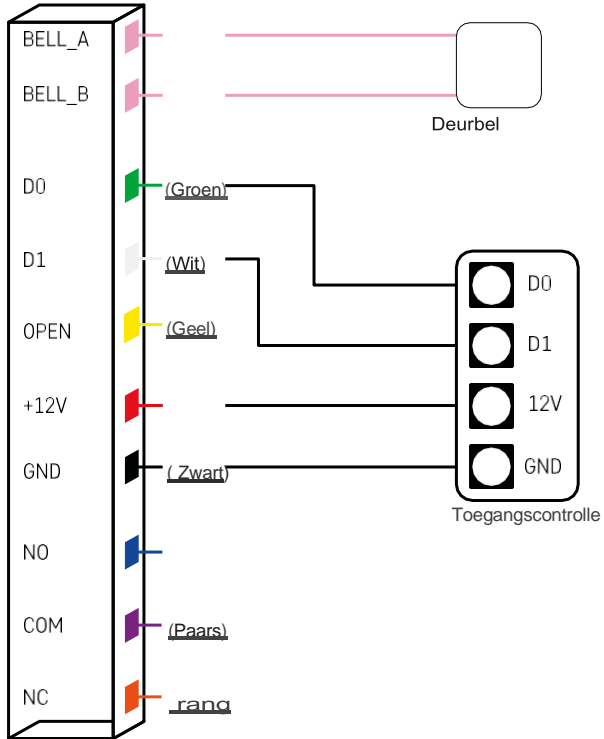 BELL_A
BELL_B
Deurbel
D0 (Groen)
D1 (Wit)
OPEN (Geel)
+12V
GND ( Zwart)
NO
COM (Paars)
NC rang
D0
D1
12V
GND
Toegangscontrolle